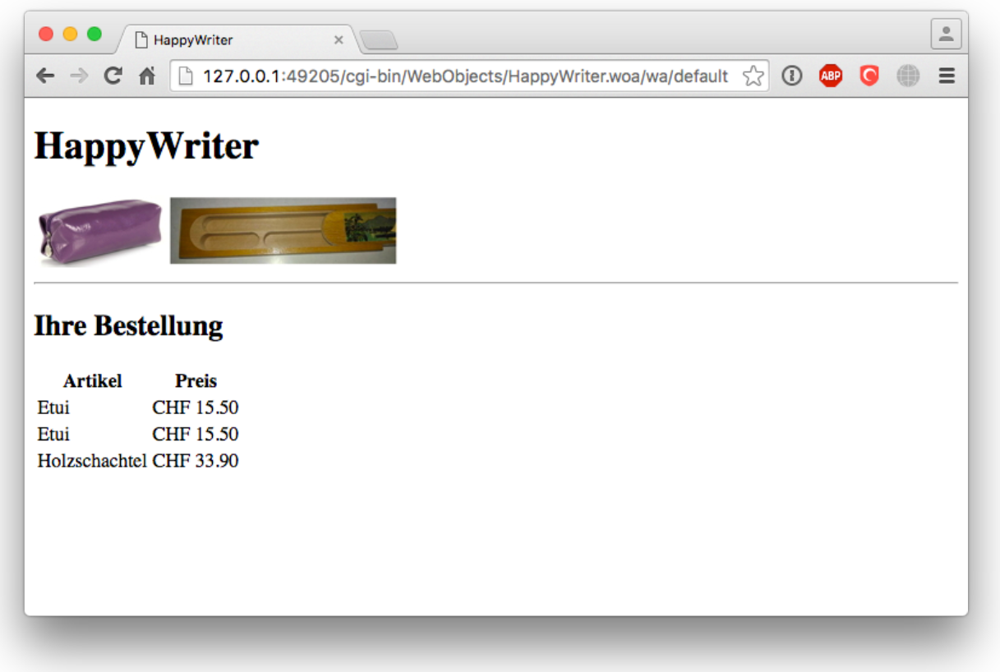 HappyWriter
127.0.0.1:49205/cgi-bin/WebObjects/HappyWriter.woa/wa/default
ABP
HappyWriter
Ihre Bestellung
Artikel Preis
Etui CHF 15.50
Etui CHF 15.50
Holzschachtel CHF 33.90